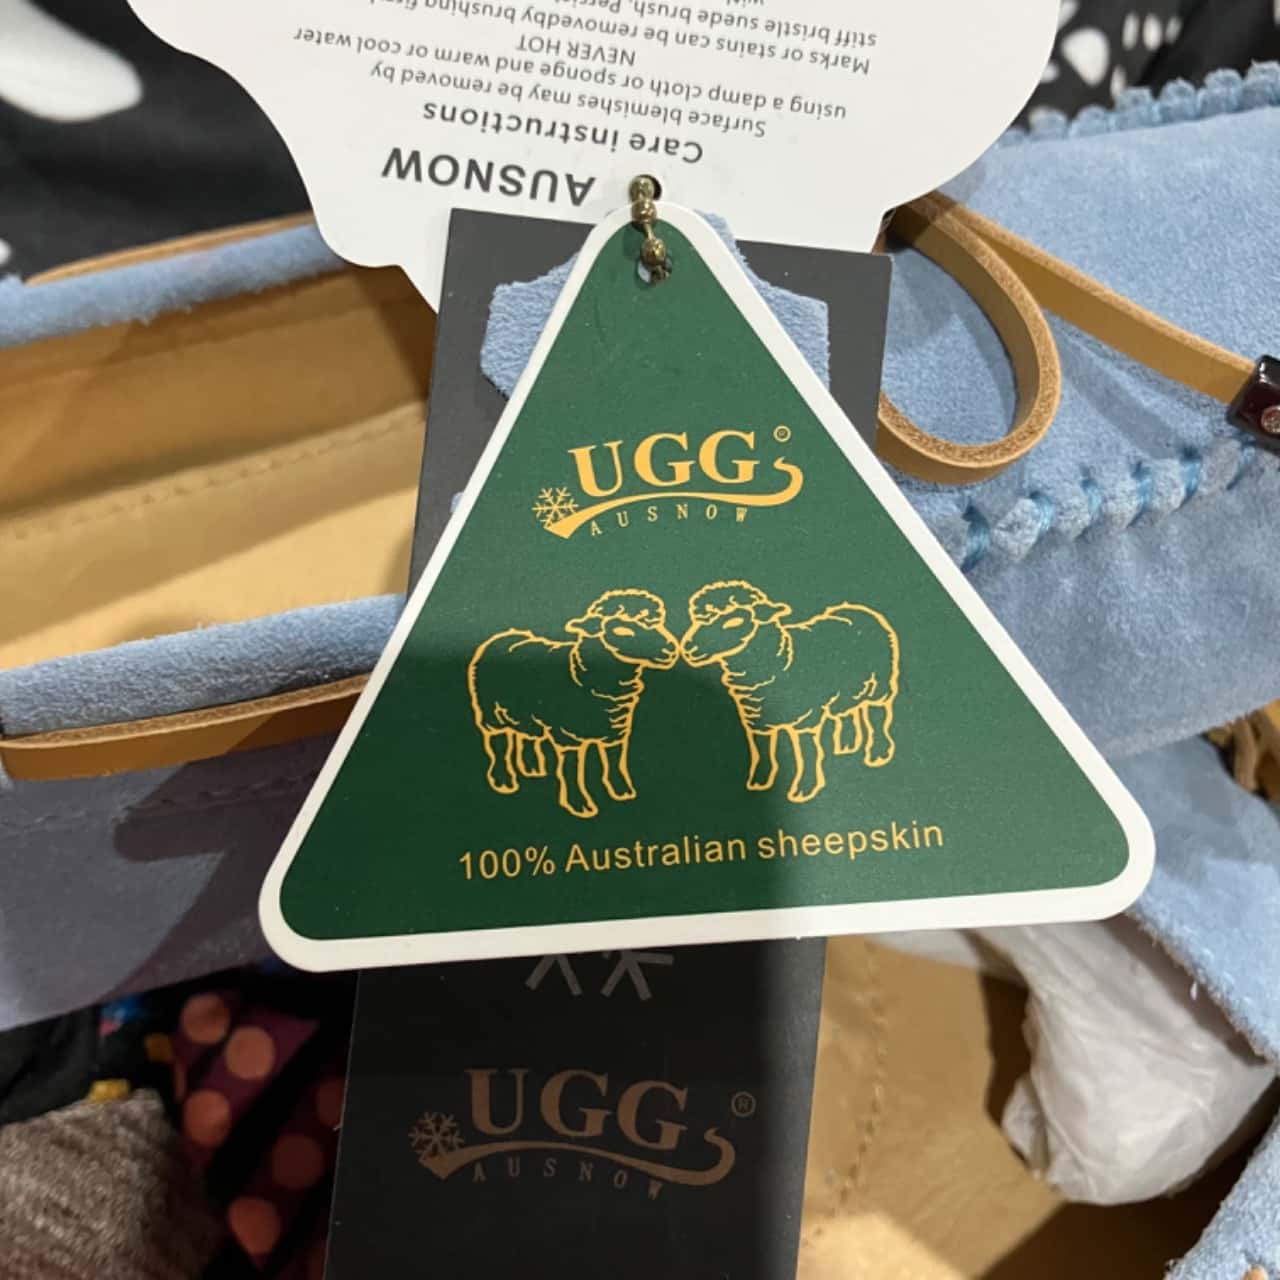 AUSNOW
Care instructions
Surface blemishes may be removed by
using a damp cloth or sponge and warm or cool water
NEVER HOT
Marks or stains can be removedby brushing
stiff bristle suede brush.
UGG®
AUSNOW
100% Australian sheepskin
UGG®
AUSNOW